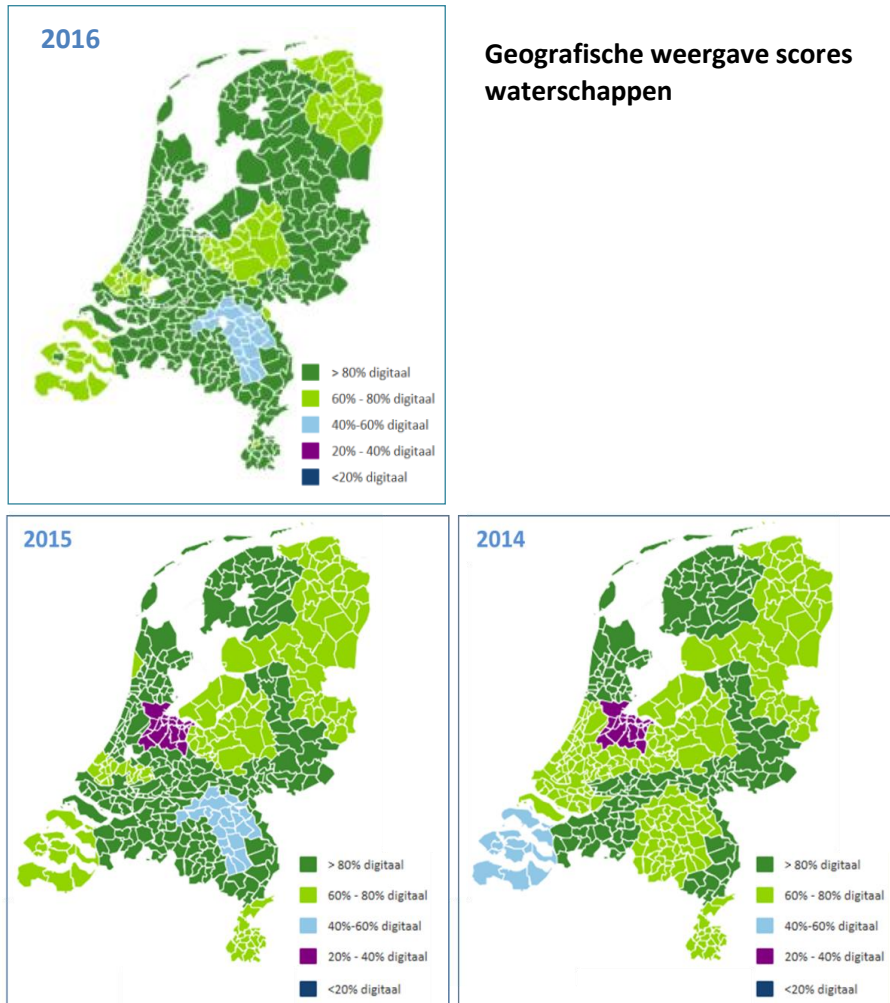 2016
Geografische weergave scores
waterschappen
> 80% digitaal
60% - 80% digitaal
40%-60% digitaal
20% - 40% digitaal
<20% digitaal
2015
> 80% digitaal
60% - 80% digitaal
40%-60% digitaal
20% - 40% digitaal
<20% digitaal
2014
> 80% digitaal
60% - 80% digitaal
40%-60% digitaal
20% - 40% digitaal
<20% digitaal